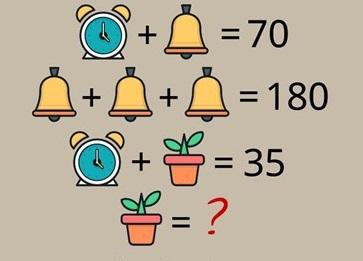 + = 70
+ + = 180
+ = 35
= ?